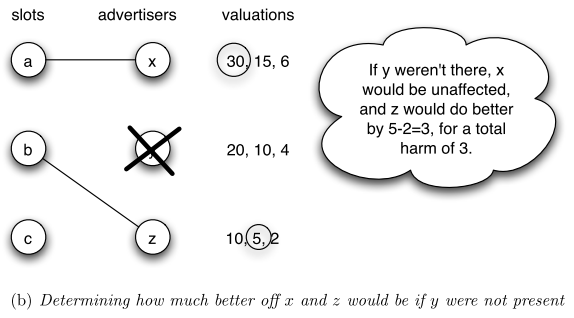 slots advertisers valuations
a x 30, 15, 6
If y weren't there, x
would be unaffected,
and z would do better
by 5-2=3, for a total
harm of 3.
b 20, 10, 4
c z 10, 5, 2
(b) Determining how much better off x and z would be if y were not present